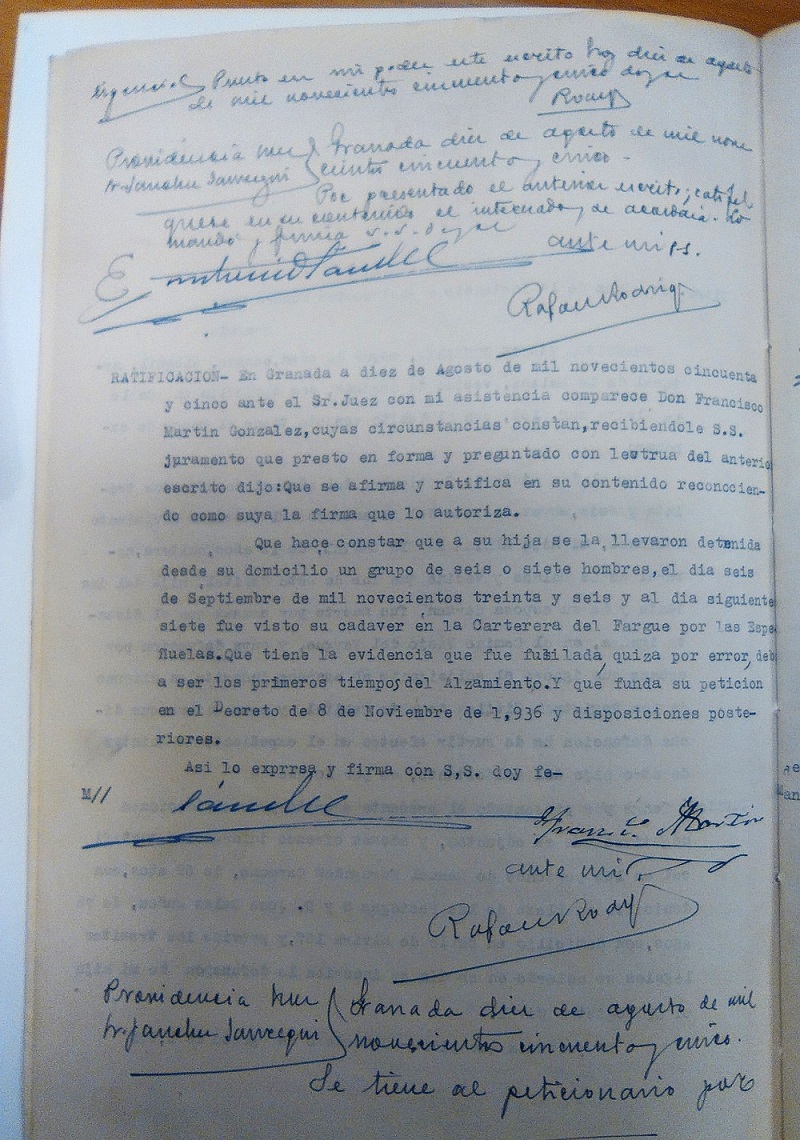 Diligencia/ Puesto en mi poder este escrito hoy diez de agosto
de mil novecientos cincuenta y cinco doy fe
Providencia Juez Granada diez de agosto de mil nove
Sr. Sanchez Jauregui cientos cincuenta y cinco.
Por presentado el anterior escrito; ratifi
quese en su contenido el interesado y se acordará. Lo
mandó y firma S.S. doy fe
ante mi
Rafael Rodrig
RATIFICACION- En Granada a diez de Agosto de mil novecientos cincuenta
y cinco ante el Sr.Juez con mi asistencia comparece Don Francisco
Martin Gonzalez,cuyas circunstancias constan,recibiendole S.S.
juramento que presto en forma y preguntado con lewtrua del anterio
escrito dijo:Que se afirma y ratifica en su contenido reconocien-
do como suya la firma que lo autoriza.
Que hace constar que a su hija se la llevaron detenida
desde su domicilio un grupo de seis o siete hombres,el dia seis
de Septiembre de mil novecientos treinta y seis y al dia siguiente
siete fue visto su cadaver en la Carterera del Fargue por las Espe
ñuelas.Que tiene la evidencia que fue fusilada, quiza por error, deb
a ser los primeros tiempos del Alzamiento.Y que funda su peticion
en el Decreto de 8 de Noviembre de 1,936 y disposiciones poste-
riores.
Asi lo exprrsa y firma con S,S. doy fe-
M//
Sánchez
Franco Martin
ante mi
Rafael Rodrig
Providencia Juez Granada diez de agosto de mil
Sr. Sanchez Jauregui novecientos cincuenta y cinco.
Se tiene al peticionario por